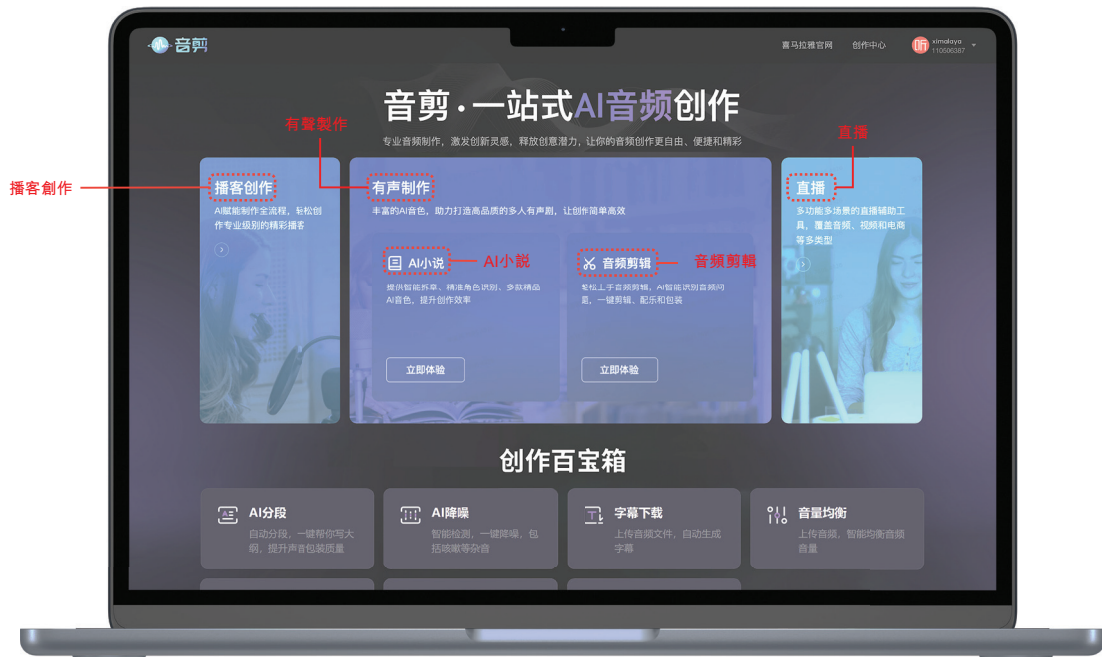 音剪
喜马拉雅官网
创作中心
听
ximalaya
110506387
音剪·一站式AI音频创作
专业音频制作，激发创新灵感，释放创意潜力，让你的音频创作更自由、便捷和精彩
有聲製作
直播
播客創作
播客创作
AI赋能制作全流程，轻松创
作专业级别的精彩播客
有声制作
丰富的AI音色，助力打造高品质的多人有声剧，让创作简单高效
AI小说
AI小説
提供智能拆章、精准角色识别、多款精品
AI音色，提升创作效率
立即体验
音频剪辑
音頻剪輯
轻松上手音频剪辑，AI智能识别音频问
题，一键剪辑、配乐和包装
立即体验
直播
多功能多场景的直播辅助工
具，覆盖音频、视频和电商
等多类型
创作百宝箱
AI分段
自动分段，一键帮你写大
纲，提升声音包装质量
AI降噪
智能检测，一键降噪，包
括咳嗽等杂音
字幕下载
上传音频文件，自动生成
字幕
音量均衡
上传音频，智能均衡音频
音量